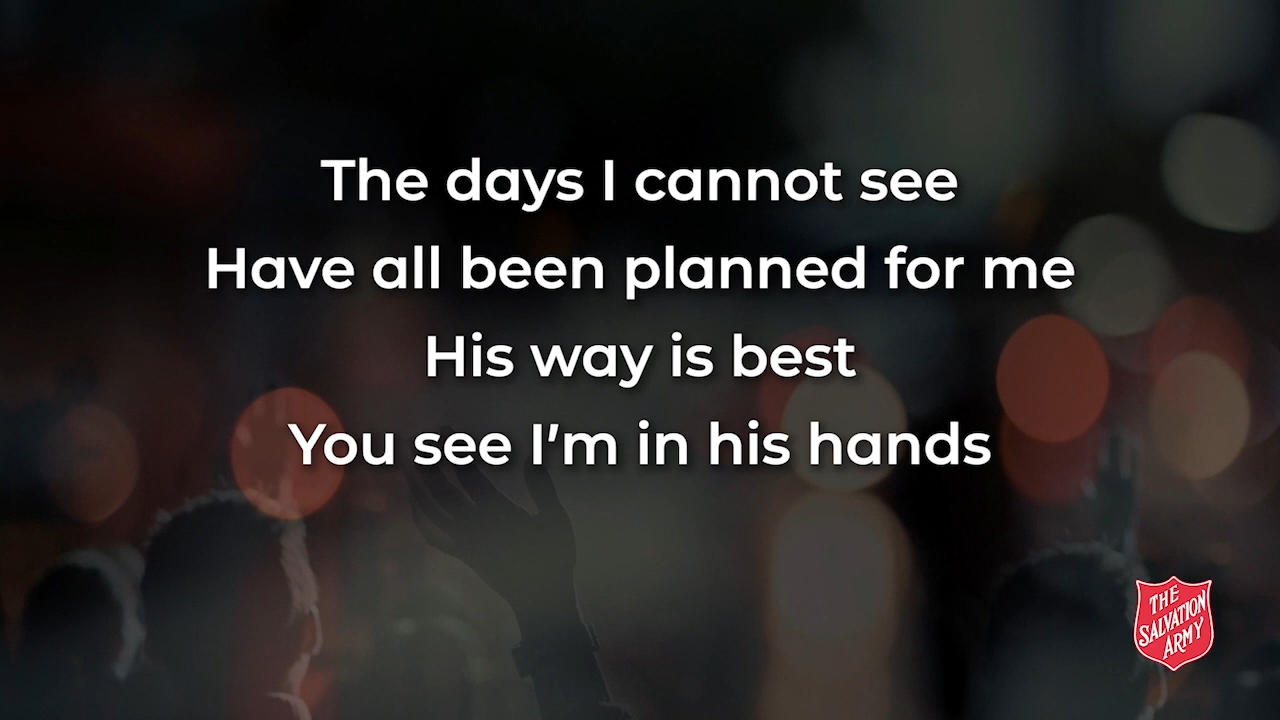 The days I cannot see
Have all been planned for me
His way is best
You see I’m in his hands
THE
SALVATION
ARMY